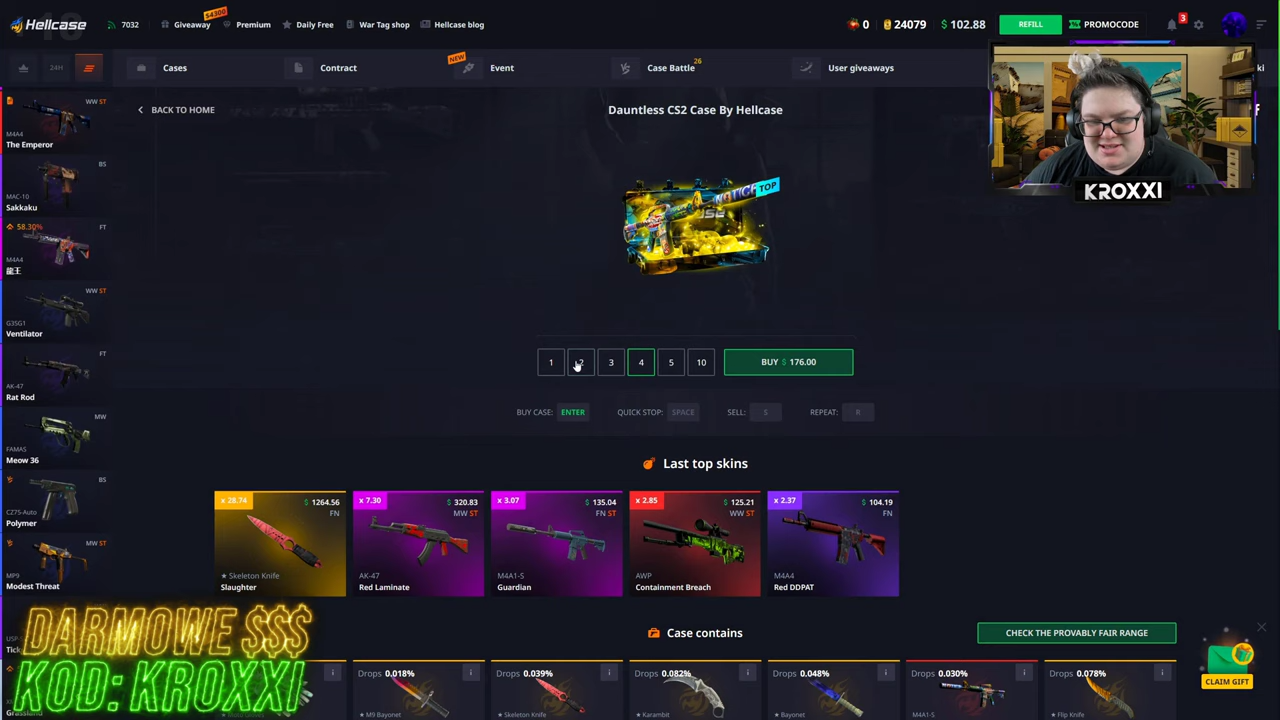 Hellcase
7032
Giveaway
$4300
Premium
Daily Free
War Tag shop
Hellcase blog
0
24079
$ 102.88
REFILL
PROMOCODE
3
24H
Cases
Contract
NEW
Event
Case Battle
26
User giveaways
BACK TO HOME
Dauntless CS2 Case By Hellcase
KROXXI
TOP
WW ST
M4A4
The Emperor
BS
MAC-10
Sakkaku
58.30%
FT
M4A4
龍王
WW ST
G3SG1
Ventilator
FT
AK-47
Rat Rod
MW
FAMAS
Meow 36
BS
CZ75-Auto
Polymer
MW ST
MP9
Modest Threat
1
2
3
4
5
10
BUY $ 176.00
BUY CASE: ENTER
QUICK STOP: SPACE
SELL: S
REPEAT: R
Last top skins
x 28.74
$ 1264.56
FN
★ Skeleton Knife
Slaughter
x 7.30
$ 320.83
MW ST
AK-47
Red Laminate
x 3.07
$ 135.04
FN ST
M4A1-S
Guardian
x 2.85
$ 125.21
WW ST
AWP
Containment Breach
x 2.37
$ 104.19
FN
M4A4
Red DDPAT
Case contains
CHECK THE PROVABLY FAIR RANGE
Drops 0.018%
★ M9 Bayonet
Drops 0.039%
★ Skeleton Knife
Drops 0.082%
★ Karambit
Drops 0.048%
★ Bayonet
Drops 0.030%
M4A1-S
Drops 0.078%
★ Flip Knife
CLAIM GIFT
DARMOWE $$$
KOD: KROXXI